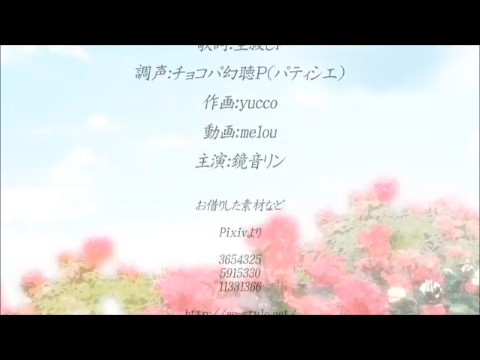 調声:チョコパ幻聴P(パティシエ)
作画:yucco
動画:melou
主演:鏡音リン
お借りした素材など
Pixivより
3654325
5915330
11331366